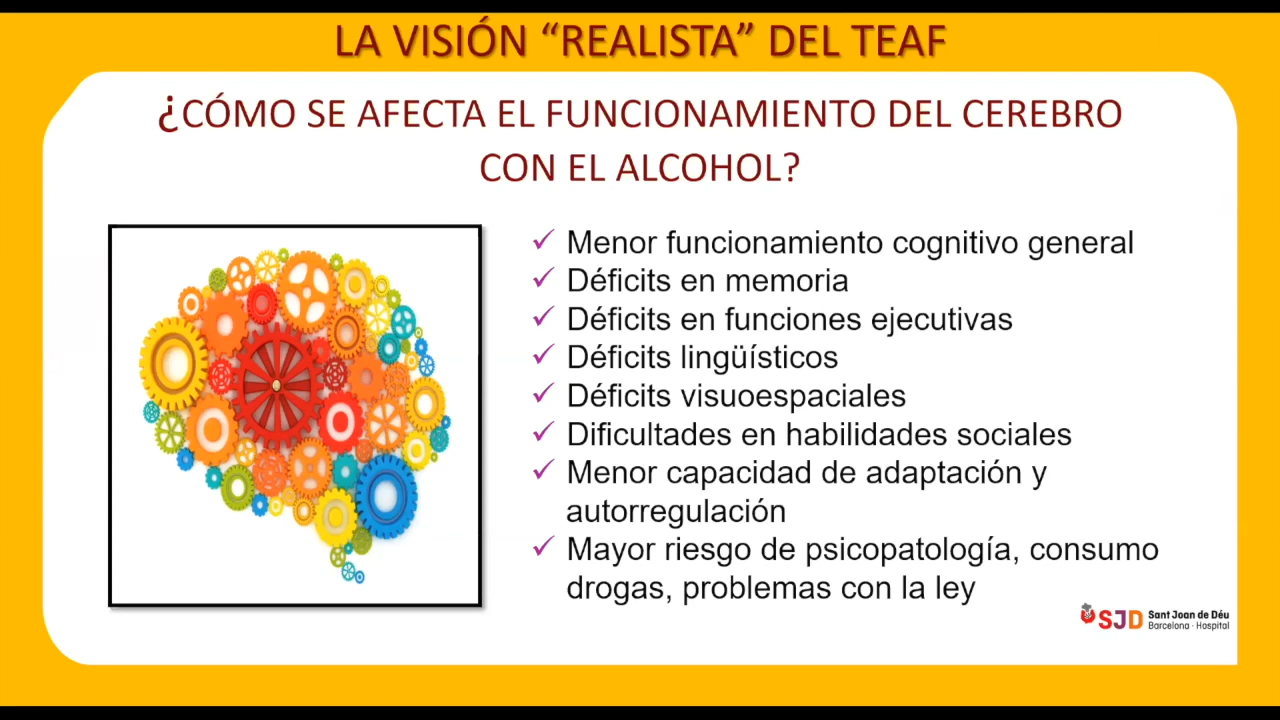 LA VISIÓN “REALISTA” DEL TEAF
¿CÓMO SE AFECTA EL FUNCIONAMIENTO DEL CEREBRO
CON EL ALCOHOL?
✓ Menor funcionamiento cognitivo general
✓ Déficits en memoria
✓ Déficits en funciones ejecutivas
✓ Déficits lingüísticos
✓ Déficits visuoespaciales
✓ Dificultades en habilidades sociales
✓ Menor capacidad de adaptación y
autorregulación
✓ Mayor riesgo de psicopatología, consumo
drogas, problemas con la ley
SJD Sant Joan de Déu
Barcelona · Hospital